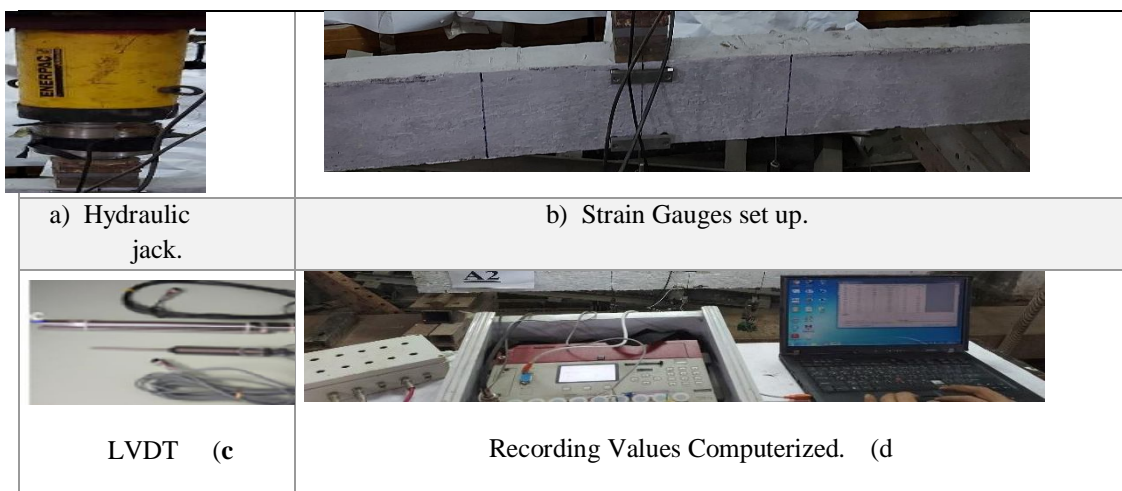 ENERPAC
a) Hydraulic
jack.
b) Strain Gauges set up.
A2
LVDT (c
Recording Values Computerized. (d